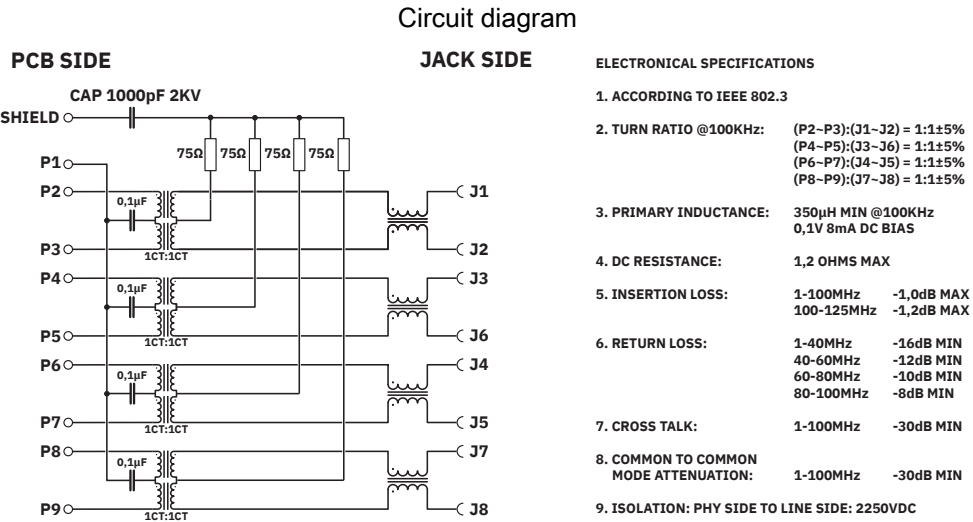 Circuit diagram
PCB SIDE
JACK SIDE
CAP 1000pF 2KV
SHIELD
75Ω 75Ω 75Ω 75Ω
P1
P2
0,1µF
J1
P3
1CT:1CT
J2
P4
0,1µF
J3
P5
1CT:1CT
J6
P6
0,1µF
J4
P7
1CT:1CT
J5
P8
0,1µF
J7
P9
1CT:1CT
J8
ELECTRONICAL SPECIFICATIONS
1. ACCORDING TO IEEE 802.3
2. TURN RATIO @100KHz: (P2~P3):(J1~J2) = 1:1±5%
(P4~P5):(J3~J6) = 1:1±5%
(P6~P7):(J4~J5) = 1:1±5%
(P8~P9):(J7~J8) = 1:1±5%
3. PRIMARY INDUCTANCE: 350µH MIN @100KHz
0,1V 8mA DC BIAS
4. DC RESISTANCE: 1,2 OHMS MAX
5. INSERTION LOSS: 1-100MHz -1,0dB MAX
100-125MHz -1,2dB MAX
6. RETURN LOSS: 1-40MHz -16dB MIN
40-60MHz -12dB MIN
60-80MHz -10dB MIN
80-100MHz -8dB MIN
7. CROSS TALK: 1-100MHz -30dB MIN
8. COMMON TO COMMON
MODE ATTENUATION: 1-100MHz -30dB MIN
9. ISOLATION: PHY SIDE TO LINE SIDE: 2250VDC